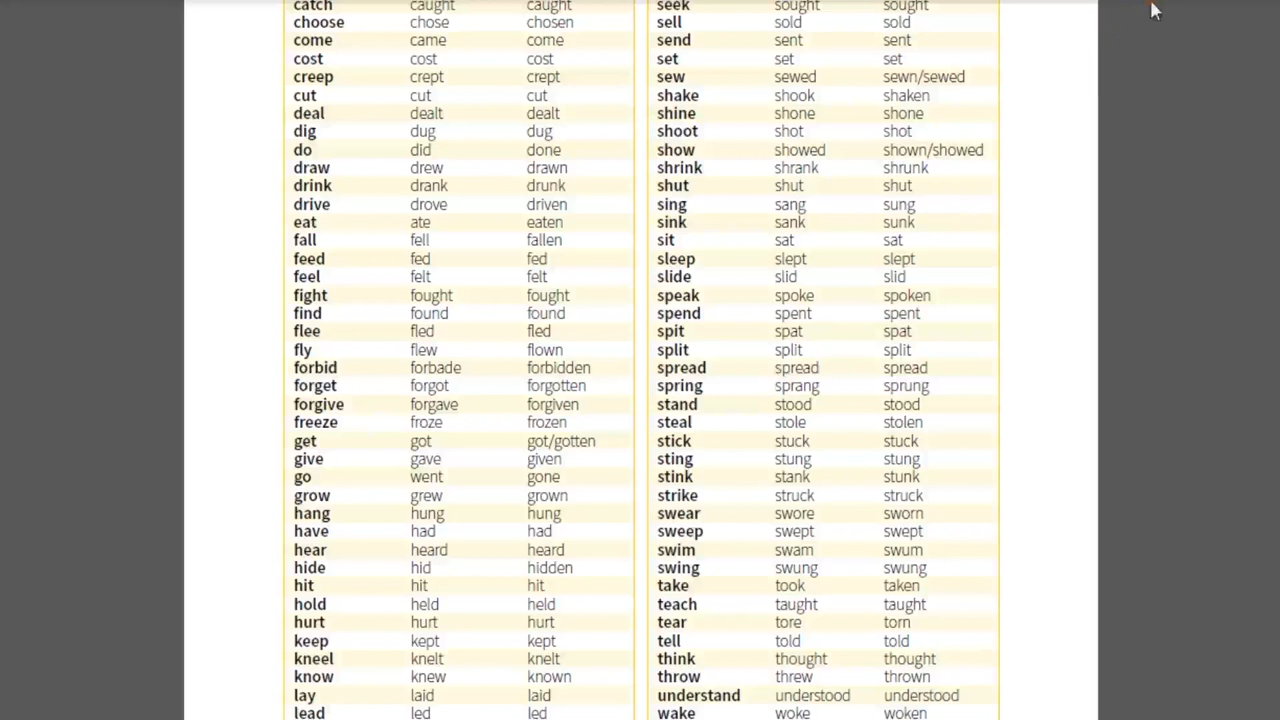 catch caught caught
choose chose chosen
come came come
cost cost cost
creep crept crept
cut cut cut
deal dealt dealt
dig dug dug
do did done
draw drew drawn
drink drank drunk
drive drove driven
eat ate eaten
fall fell fallen
feed fed fed
feel felt felt
fight fought fought
find found found
flee fled fled
fly flew flown
forbid forbade forbidden
forget forgot forgotten
forgive forgave forgiven
freeze froze frozen
get got got/gotten
give gave given
go went gone
grow grew grown
hang hung hung
have had had
hear heard heard
hide hid hidden
hit hit hit
hold held held
hurt hurt hurt
keep kept kept
kneel knelt knelt
know knew known
lay laid laid
lead led led
seek sought sought
sell sold sold
send sent sent
set set set
sew sewed sewn/sewed
shake shook shaken
shine shone shone
shoot shot shot
show showed shown/showed
shrink shrank shrunk
shut shut shut
sing sang sung
sink sank sunk
sit sat sat
sleep slept slept
slide slid slid
speak spoke spoken
spend spent spent
spit spat spat
split split split
spread spread spread
spring sprang sprung
stand stood stood
steal stole stolen
stick stuck stuck
sting stung stung
stink stank stunk
strike struck struck
swear swore sworn
sweep swept swept
swim swam swum
swing swung swung
take took taken
teach taught taught
tear tore torn
tell told told
think thought thought
throw threw thrown
understand understood understood
wake woke woken